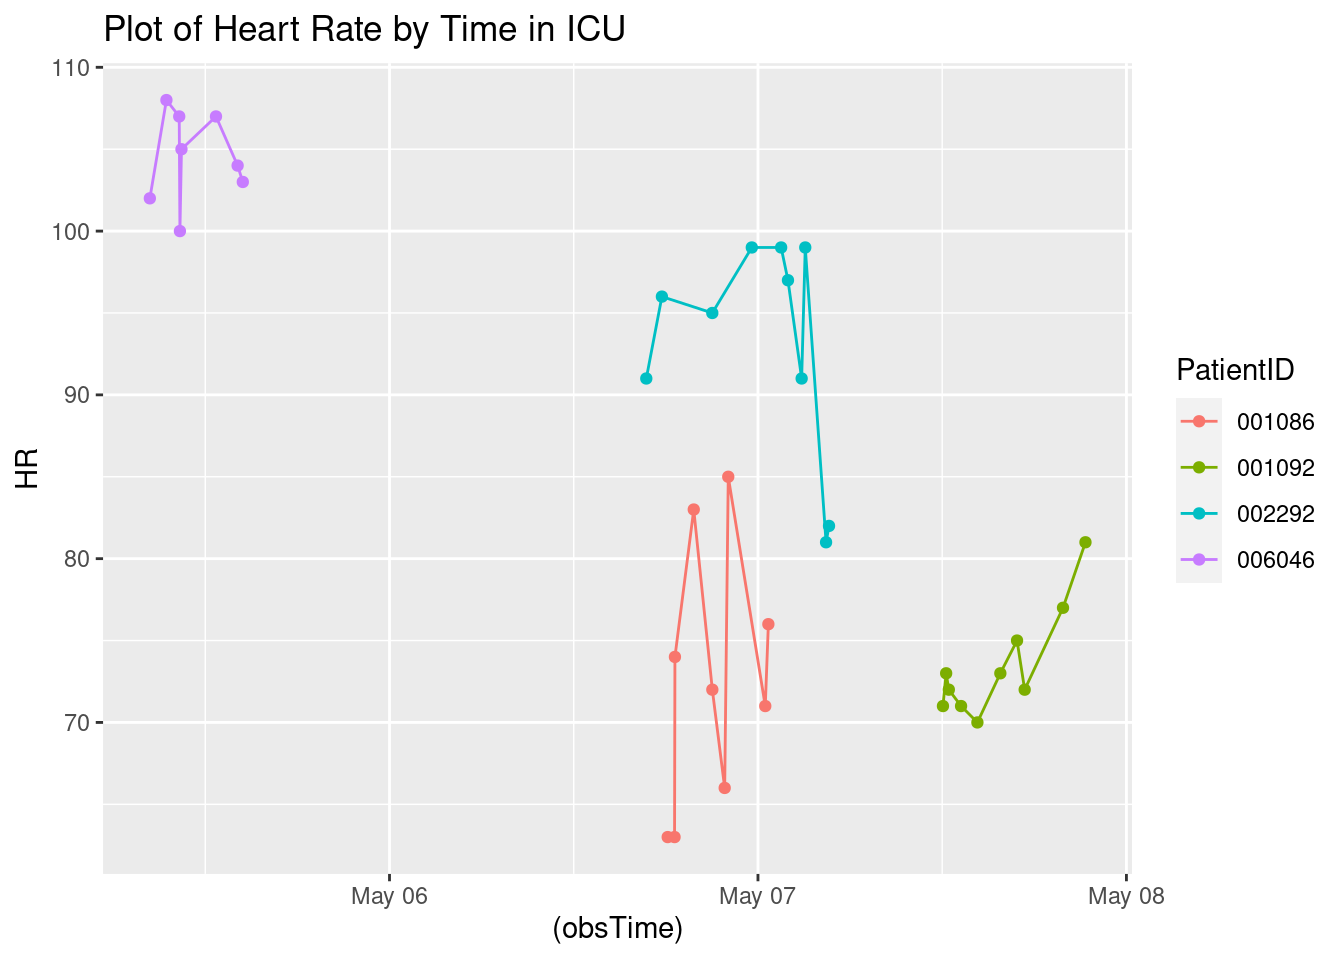 Plot of Heart Rate by Time in ICU
110
100
90
80
70
HR
May 06
May 07
May 08
(obsTime)
PatientID
001086
001092
002292
006046